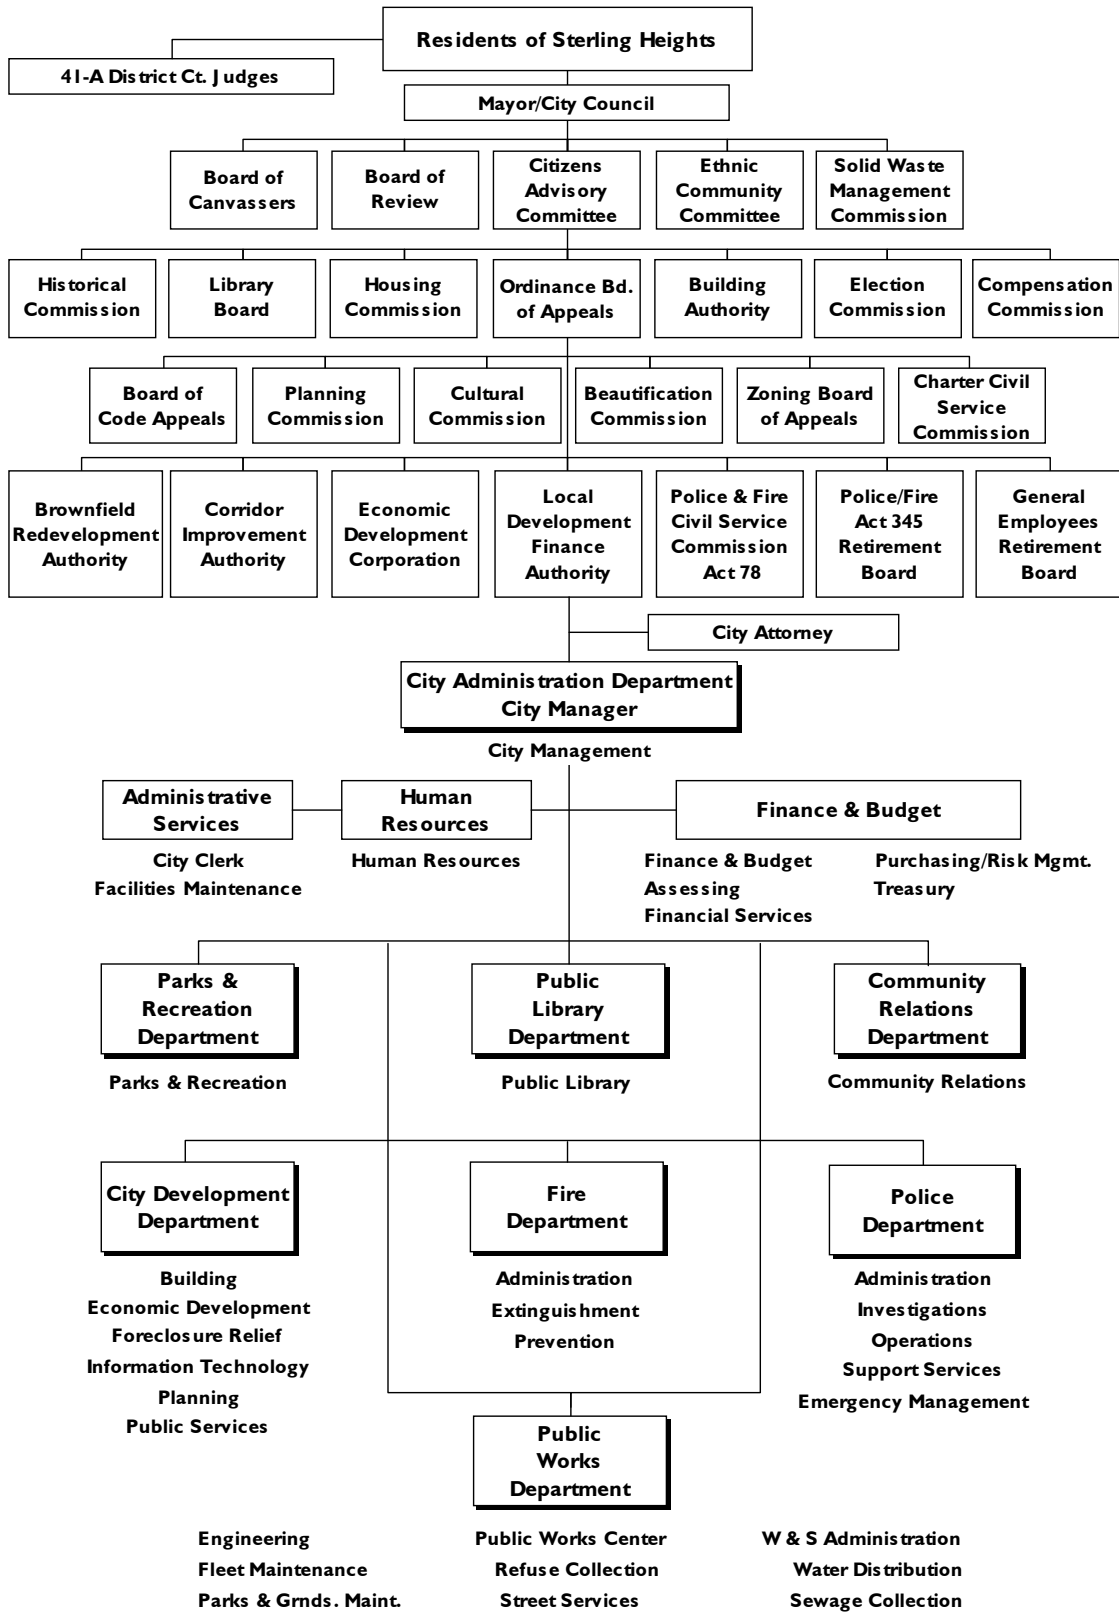 Residents of Sterling Heights
41-A District Ct. Judges
Mayor/City Council
Board of
Canvassers
Board of
Review
Citizens
Advisory
Committee
Ethnic
Community
Committee
Solid Waste
Management
Commission
Historical
Commission
Library
Board
Housing
Commission
Ordinance Bd.
of Appeals
Building
Authority
Election
Commission
Compensation
Commission
Board of
Code Appeals
Planning
Commission
Cultural
Commission
Beautification
Commission
Zoning Board
of Appeals
Charter Civil
Service
Commission
Brownfield
Redevelopment
Authority
Corridor
Improvement
Authority
Economic
Development
Corporation
Local
Development
Finance
Authority
Police & Fire
Civil Service
Commission
Act 78
Police/Fire
Act 345
Retirement
Board
General
Employees
Retirement
Board
City Attorney
City Administration Department
City Manager
City Management
Administrative
Services
Human
Resources
Finance & Budget
City Clerk
Facilities Maintenance
Human Resources
Finance & Budget
Assessing
Financial Services
Purchasing/Risk Mgmt.
Treasury
Parks &
Recreation
Department
Public
Library
Department
Community
Relations
Department
Parks & Recreation
Public Library
Community Relations
City Development
Department
Fire
Department
Police
Department
Building
Economic Development
Foreclosure Relief
Information Technology
Planning
Public Services
Administration
Extinguishment
Prevention
Administration
Investigations
Operations
Support Services
Emergency Management
Public
Works
Department
Engineering
Fleet Maintenance
Parks & Grnds. Maint.
Public Works Center
Refuse Collection
Street Services
W & S Administration
Water Distribution
Sewage Collection